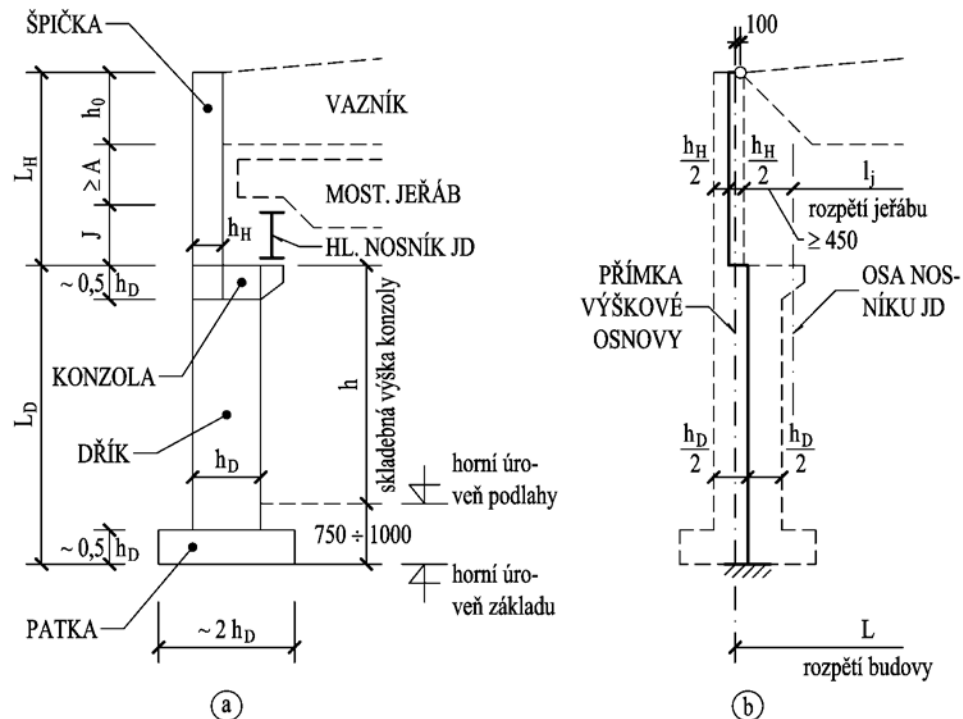 ŠPIČKA
h₀
L_H
≥ A
J
~ 0,5 h_D
VAZNÍK
MOST. JEŘÁB
h_H
HL. NOSNÍK JD
KONZOLA
L_D
DŘÍK
h_D
h
skladebná výška konzoly
horní úro-
veň podlahy
~ 0,5 h_D
750 ÷ 1000
horní úro-
veň základu
PATKA
~ 2 h_D
a
100
h_H
2
h_H
2
l_j
rozpětí jeřábu
≥ 450
PŘÍMKA
VÝŠKOVÉ
OSNOVY
OSA NOS-
NÍKU JD
h_D
2
h_D
2
L
rozpětí budovy
b